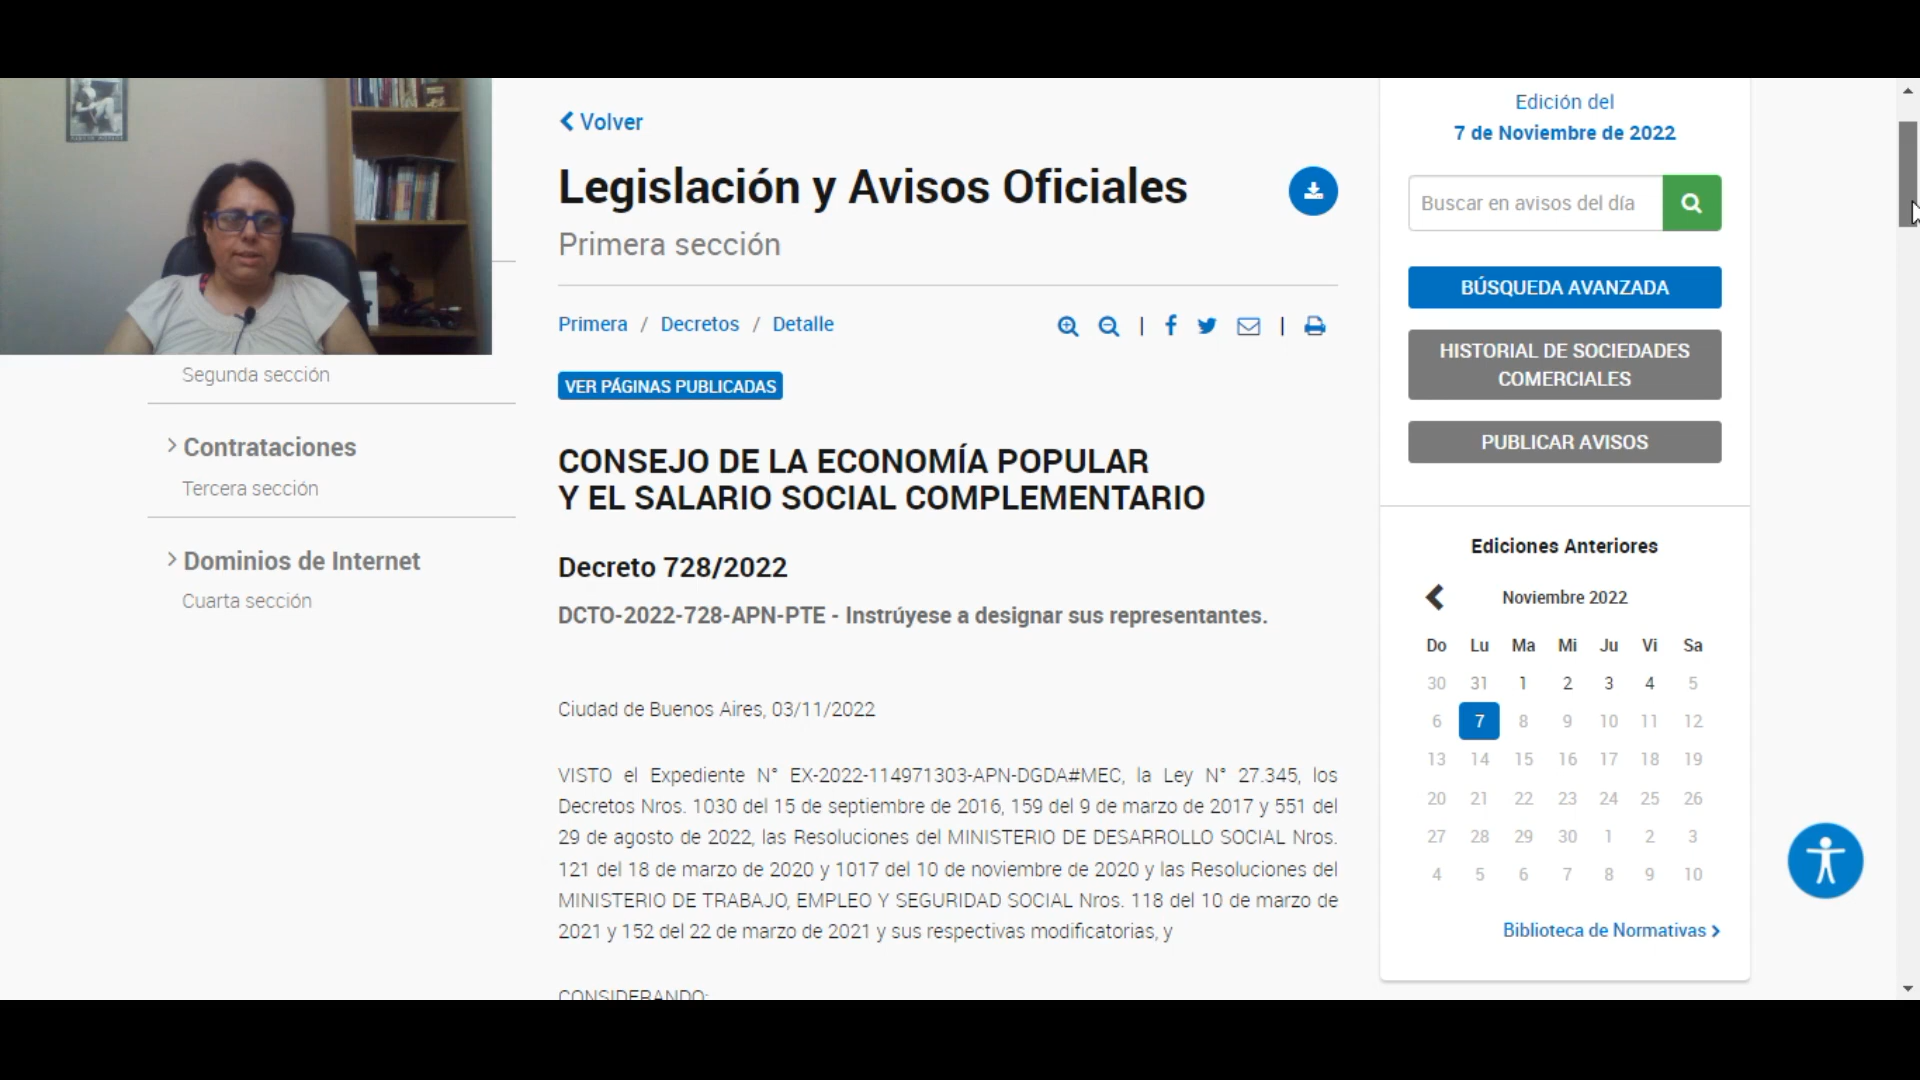 Volver
Legislación y Avisos Oficiales
Primera sección
Primera / Decretos / Detalle
VER PÁGINAS PUBLICADAS
CONSEJO DE LA ECONOMÍA POPULAR
Y EL SALARIO SOCIAL COMPLEMENTARIO
Decreto 728/2022
DCTO-2022-728-APN-PTE - Instrúyese a designar sus representantes.
Ciudad de Buenos Aires, 03/11/2022
VISTO el Expediente N° EX-2022-114971303-APN-DGDA#MEC, la Ley N° 27.345, los
Decretos Nros. 1030 del 15 de septiembre de 2016, 159 del 9 de marzo de 2017 y 551 del
29 de agosto de 2022, las Resoluciones del MINISTERIO DE DESARROLLO SOCIAL Nros.
121 del 18 de marzo de 2020 y 1017 del 10 de noviembre de 2020 y las Resoluciones del
MINISTERIO DE TRABAJO, EMPLEO Y SEGURIDAD SOCIAL Nros. 118 del 10 de marzo de
2021 y 152 del 22 de marzo de 2021 y sus respectivas modificatorias, y
CONSIDERANDO:
Segunda sección
Contrataciones
Tercera sección
Dominios de Internet
Cuarta sección
Edición del
7 de Noviembre de 2022
Buscar en avisos del día
BÚSQUEDA AVANZADA
HISTORIAL DE SOCIEDADES
COMERCIALES
PUBLICAR AVISOS
Ediciones Anteriores
Noviembre 2022
Do Lu Ma Mi Ju Vi Sa
30 31 1 2 3 4 5
6 7 8 9 10 11 12
13 14 15 16 17 18 19
20 21 22 23 24 25 26
27 28 29 30 1 2 3
4 5 6 7 8 9 10
Biblioteca de Normativas